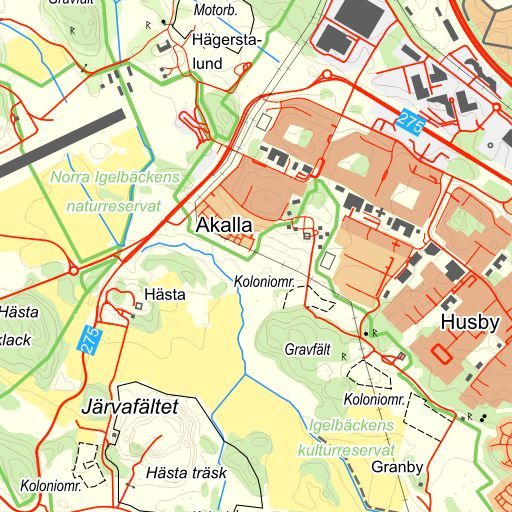 Gravfält
Motorb.
Hägersta-
lund
275
Norra Igelbäckens
naturreservat
Akalla
Koloniomr.
Hästa
Hästa
klack
275
Husby
Gravfält
R
R
R
R
R
Koloniomr.
Järvafältet
Igelbäckens
kulturreservat
Hästa träsk
Granby
Koloniomr.